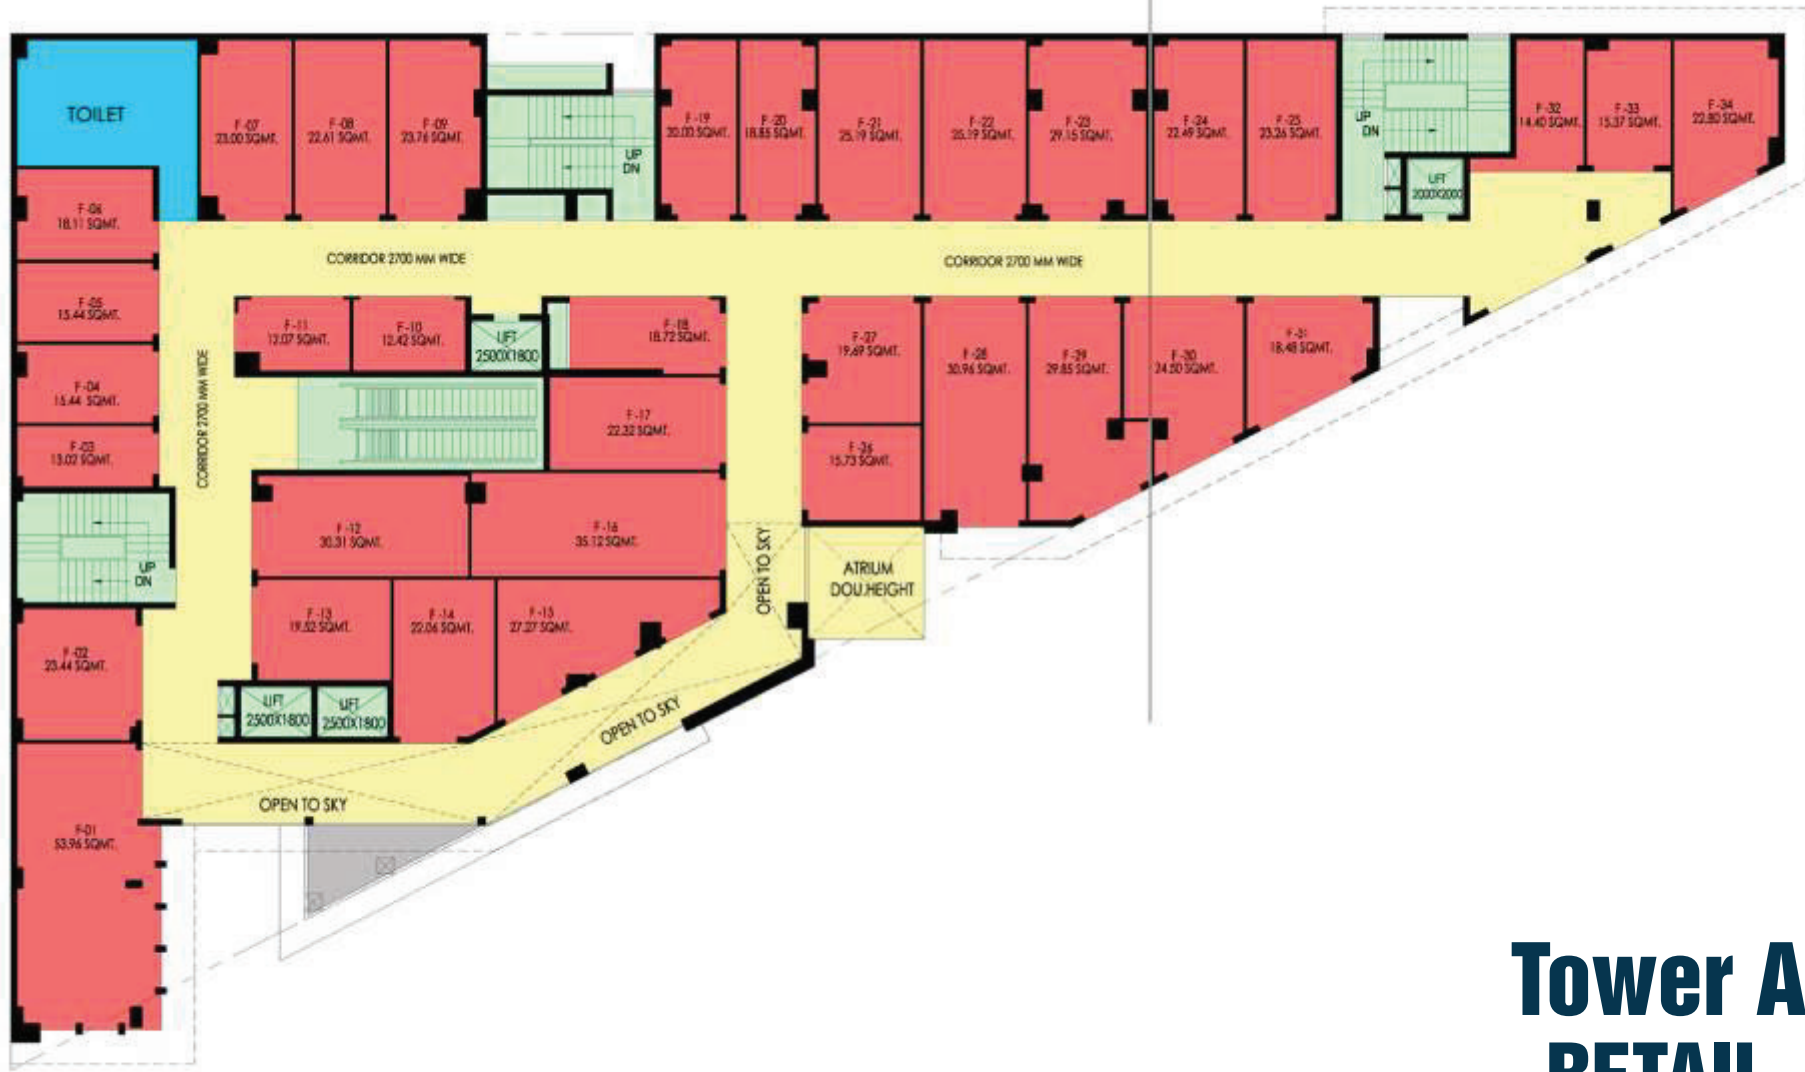 TOILET
F-07
23.00 SQMT.
F-08
22.61 SQMT.
F-09
23.76 SQMT.
UP
DN
F-19
20.00 SQMT.
F-20
18.85 SQMT.
F-21
25.19 SQMT.
F-22
25.19 SQMT.
F-23
29.15 SQMT.
F-24
22.49 SQMT.
F-25
23.26 SQMT.
UP
DN
LIFT
2000X2000
F-32
14.40 SQMT.
F-33
15.37 SQMT.
F-34
22.80 SQMT.
F-06
18.11 SQMT.
F-05
15.44 SQMT.
F-04
15.44 SQMT.
F-03
13.02 SQMT.
CORRIDOR 2700 MM WIDE
CORRIDOR 2700 MM WIDE
CORRIDOR 2700 MM WIDE
F-11
12.07 SQMT.
F-10
12.42 SQMT.
LIFT
2500X1800
F-18
18.72 SQMT.
F-17
22.32 SQMT.
F-27
19.69 SQMT.
F-28
30.96 SQMT.
F-29
29.85 SQMT.
F-30
24.50 SQMT.
F-31
18.48 SQMT.
F-26
15.73 SQMT.
F-12
30.31 SQMT.
F-16
35.12 SQMT.
UP
DN
OPEN TO SKY
ATRIUM
DOU.HEIGHT
F-13
19.52 SQMT.
F-14
22.06 SQMT.
F-15
27.27 SQMT.
F-02
23.44 SQMT.
LIFT
2500X1800
LIFT
2500X1800
OPEN TO SKY
OPEN TO SKY
F-01
53.96 SQMT.
Tower A
RETAIL